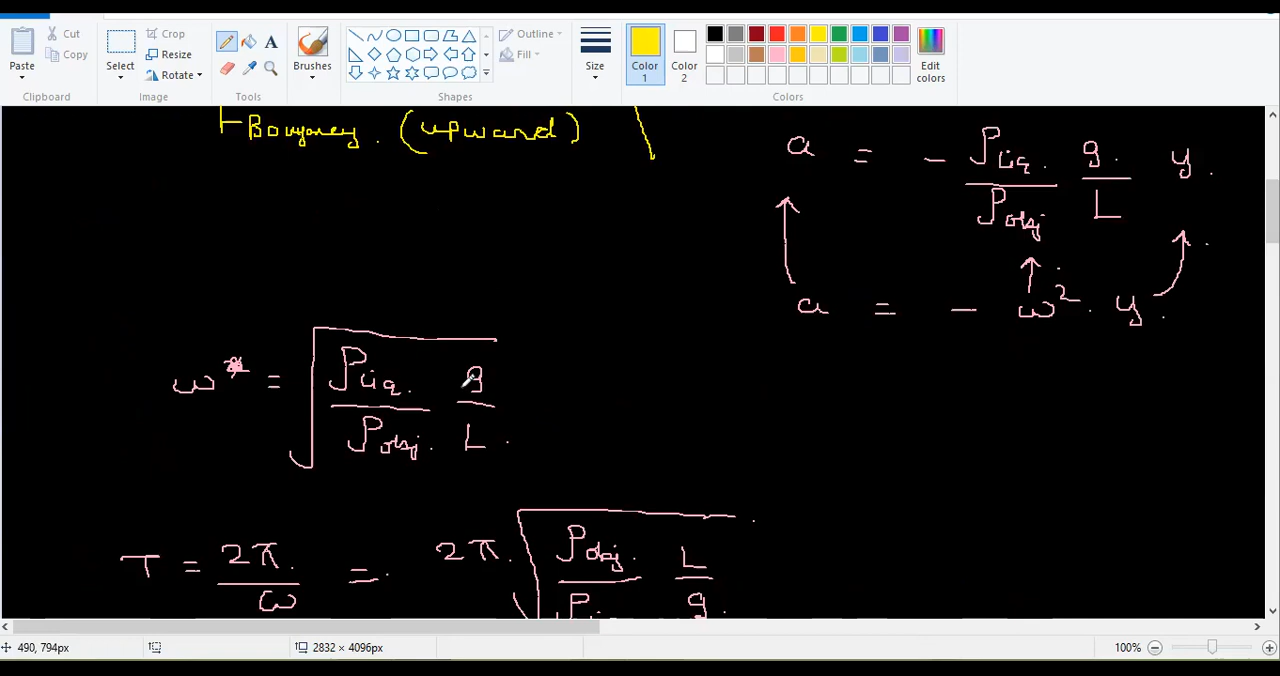 Cut
Copy
Paste
Clipboard
Select
Crop
Resize
Rotate
Image
A
Tools
Brushes
Shapes
Outline
Fill
Size
Color 1
Color 2
Edit colors
Colors
Bouyancy. (upward)
a = - ρliq. / ρobj g. / L y.
a = - ω². y.
ω = √ ρliq. / ρobj. g / L.
T = 2π. / ω = 2π. √ ρobj. / ρ L / g.
490, 794px
2832 × 4096px
100%